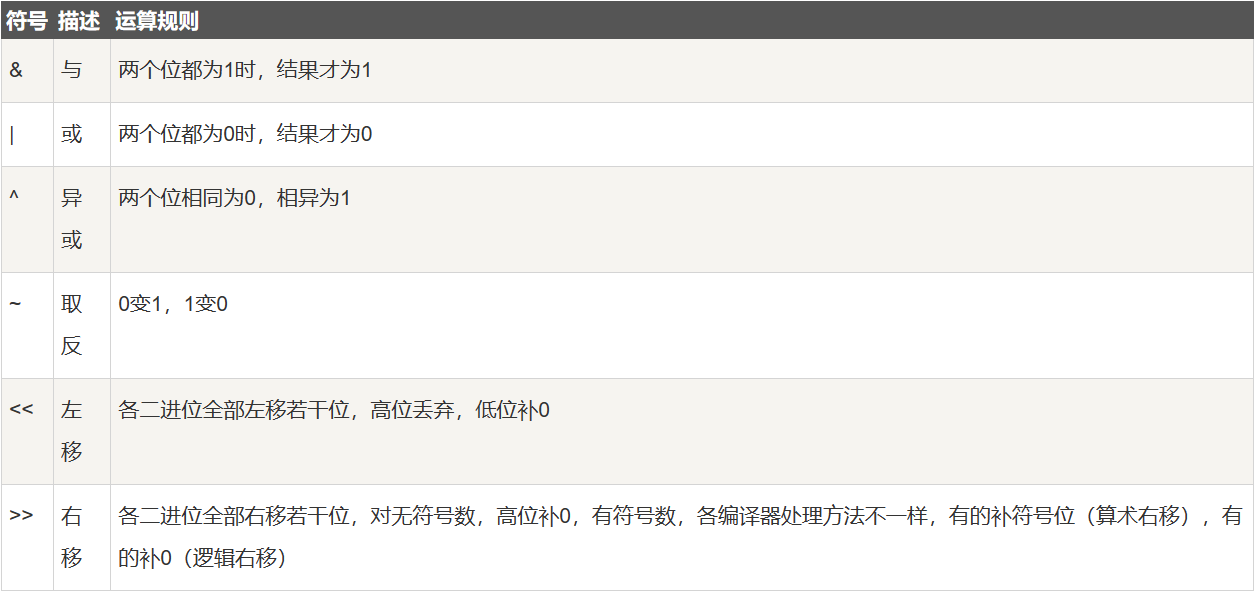 符号 描述 运算规则
& 与 两个位都为1时，结果才为1
| 或 两个位都为0时，结果才为0
^ 异 两个位相同为0，相异为1
或
~ 取 0变1，1变0
反
<< 左 各二进位全部左移若干位，高位丢弃，低位补0
移
>> 右 各二进位全部右移若干位，对无符号数，高位补0，有符号数，各编译器处理方法不一样，有的补符号位（算术右移），有
移 的补0（逻辑右移）